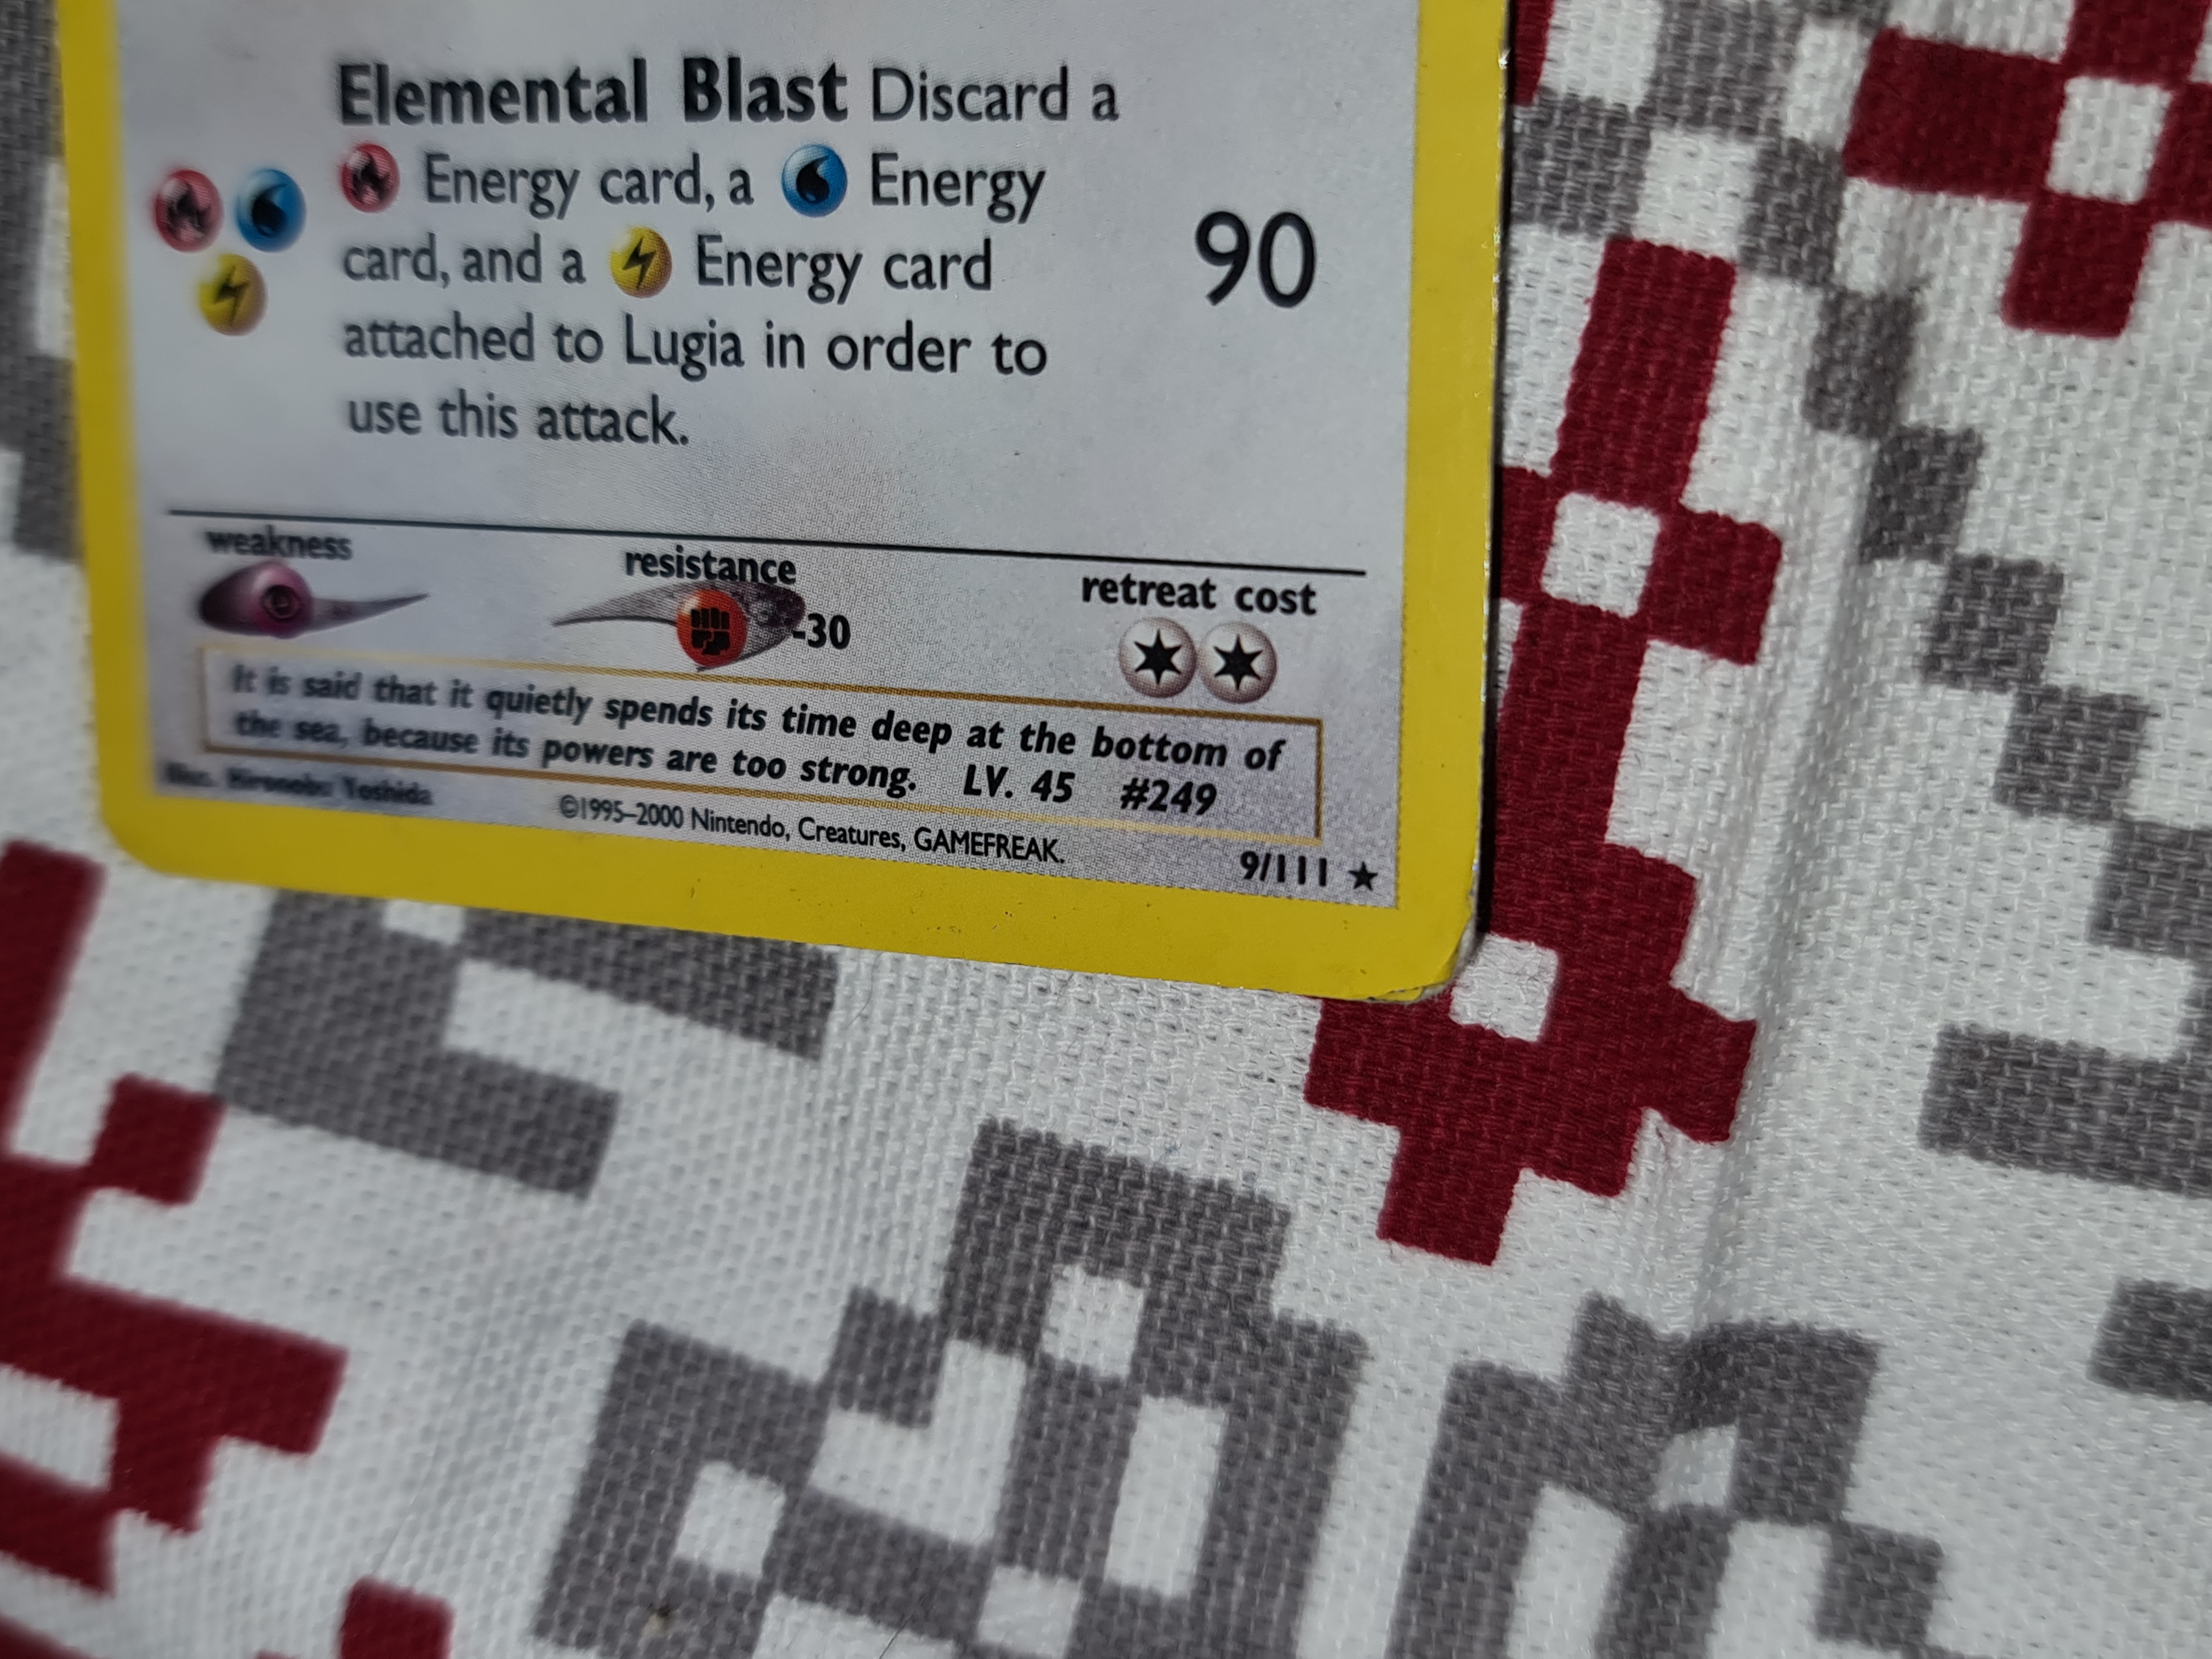 Elemental Blast Discard a
Energy card, a Energy
card, and a Energy card
attached to Lugia in order to
use this attack.
90
weakness
resistance
-30
retreat cost
It is said that it quietly spends its time deep at the bottom of
the sea, because its powers are too strong. LV. 45 #249
Illus. Hironobu Yoshida
©1995–2000 Nintendo, Creatures, GAMEFREAK.
9/111 ★